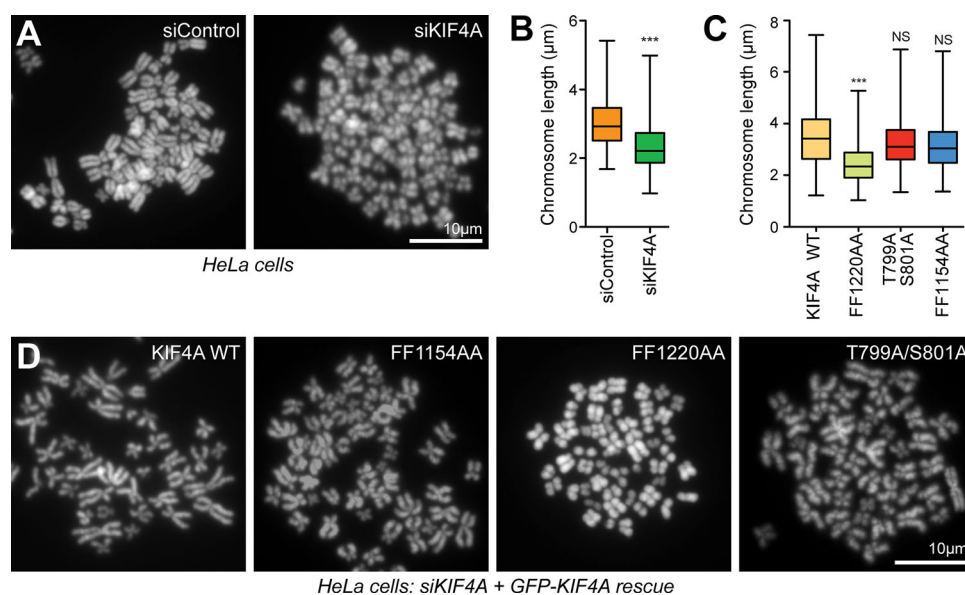 A
siControl
siKIF4A
10µm
HeLa cells
B
Chromosome length (µm)
6
4
2
0
***
siControl
siKIF4A
C
Chromosome length (µm)
8
6
4
2
0
***
NS
NS
KIF4A WT
FF1220AA
T799A
S801A
FF1154AA
D
KIF4A WT
FF1154AA
FF1220AA
T799A/S801A
10µm
HeLa cells: siKIF4A + GFP-KIF4A rescue